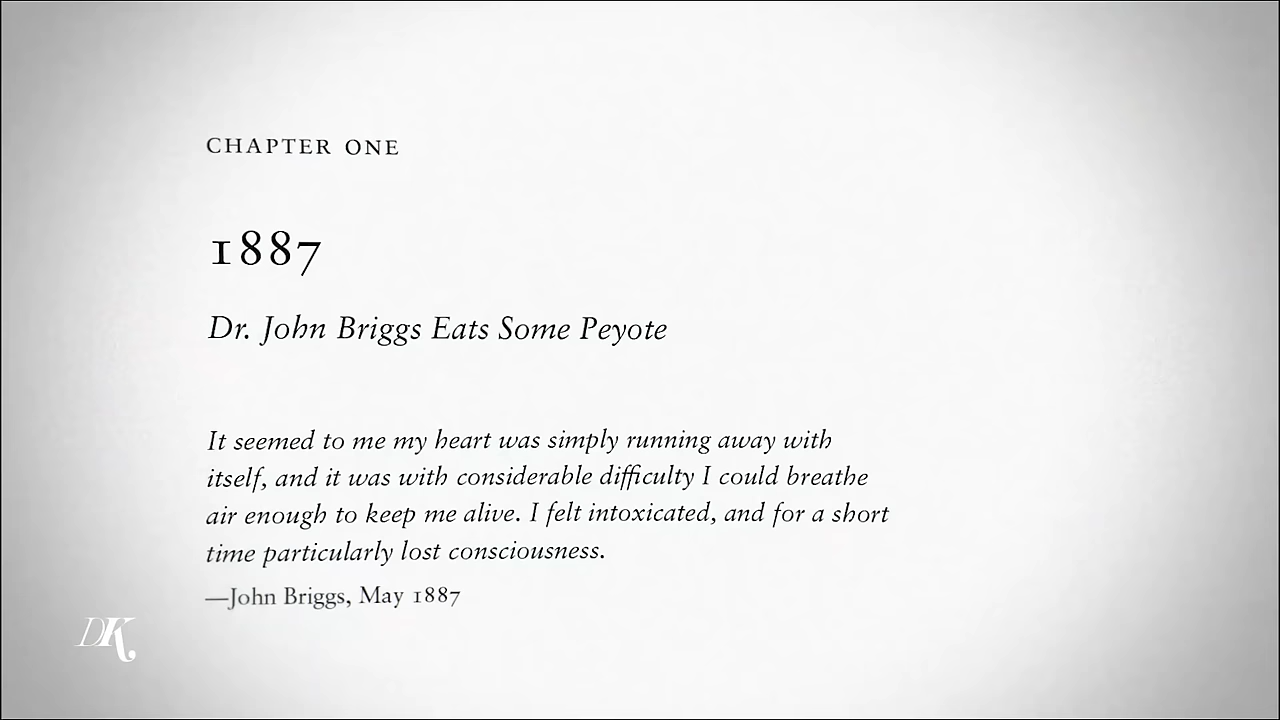 CHAPTER ONE
1887
Dr. John Briggs Eats Some Peyote
It seemed to me my heart was simply running away with
itself, and it was with considerable difficulty I could breathe
air enough to keep me alive. I felt intoxicated, and for a short
time particularly lost consciousness.
—John Briggs, May 1887
DK